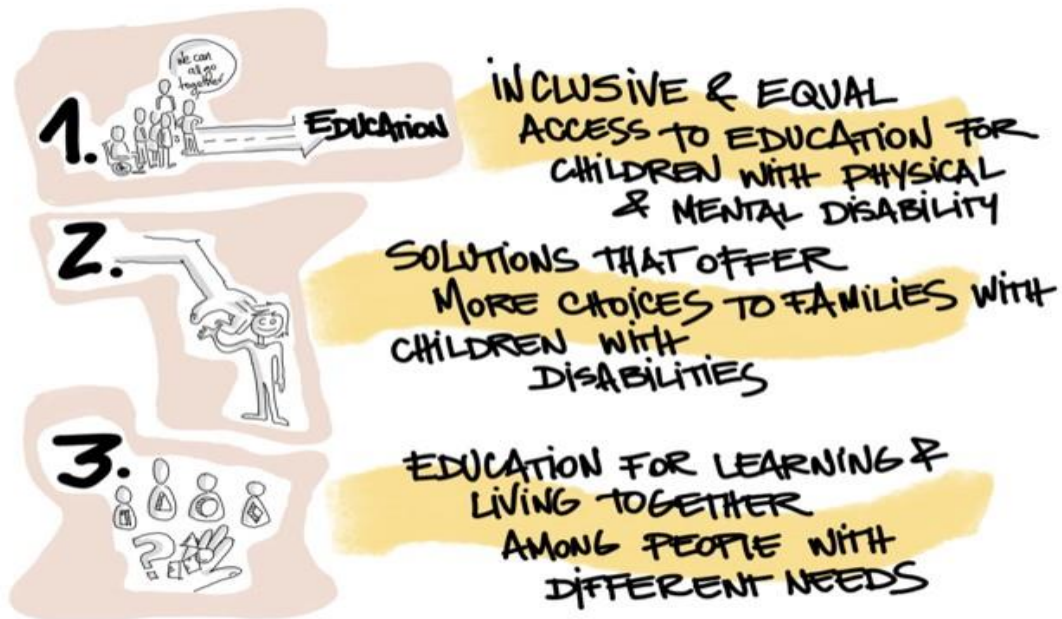 1.
We can
all go
together
EDUCATION
INCLUSIVE & EQUAL
ACCESS TO EDUCATION FOR
CHILDREN WITH PHYSICAL
& MENTAL DISABILITY
2.
SOLUTIONS THAT OFFER
MORE CHOICES TO FAMILIES WITH
CHILDREN WITH
DISABILITIES
3.
?
EDUCATION FOR LEARNING &
LIVING TOGETHER
AMONG PEOPLE WITH
DIFFERENT NEEDS